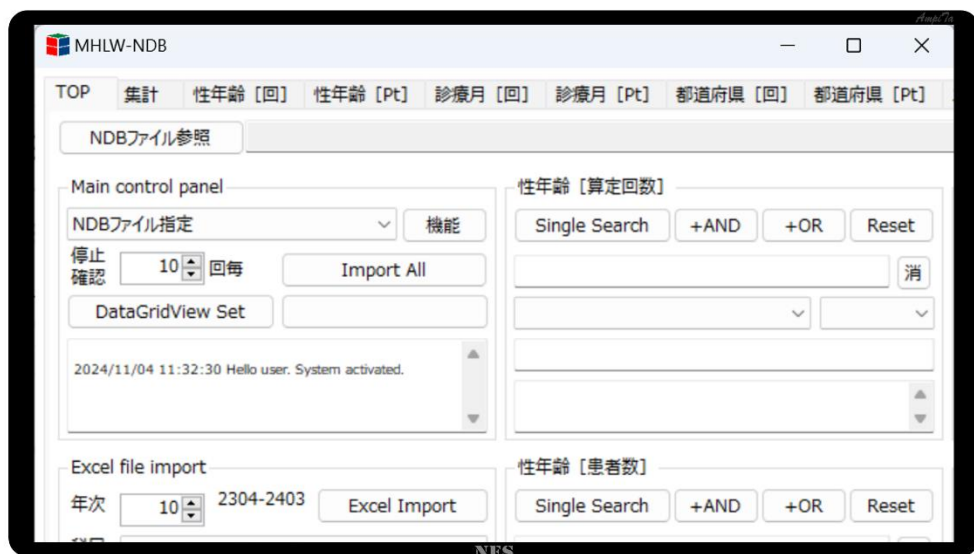 AmpiTa
MHLW-NDB
TOP 集計 性年齢 [回] 性年齢 [Pt] 診療月 [回] 診療月 [Pt] 都道府県 [回] 都道府県 [Pt]
NDBファイル参照
Main control panel
NDBファイル指定 機能
停止確認 10 回毎 Import All
DataGridView Set
2024/11/04 11:32:30 Hello user. System activated.
性年齢 [算定回数]
Single Search +AND +OR Reset
消
Excel file import
年次 10 2304-2403 Excel Import
性年齢 [患者数]
Single Search +AND +OR Reset
NES